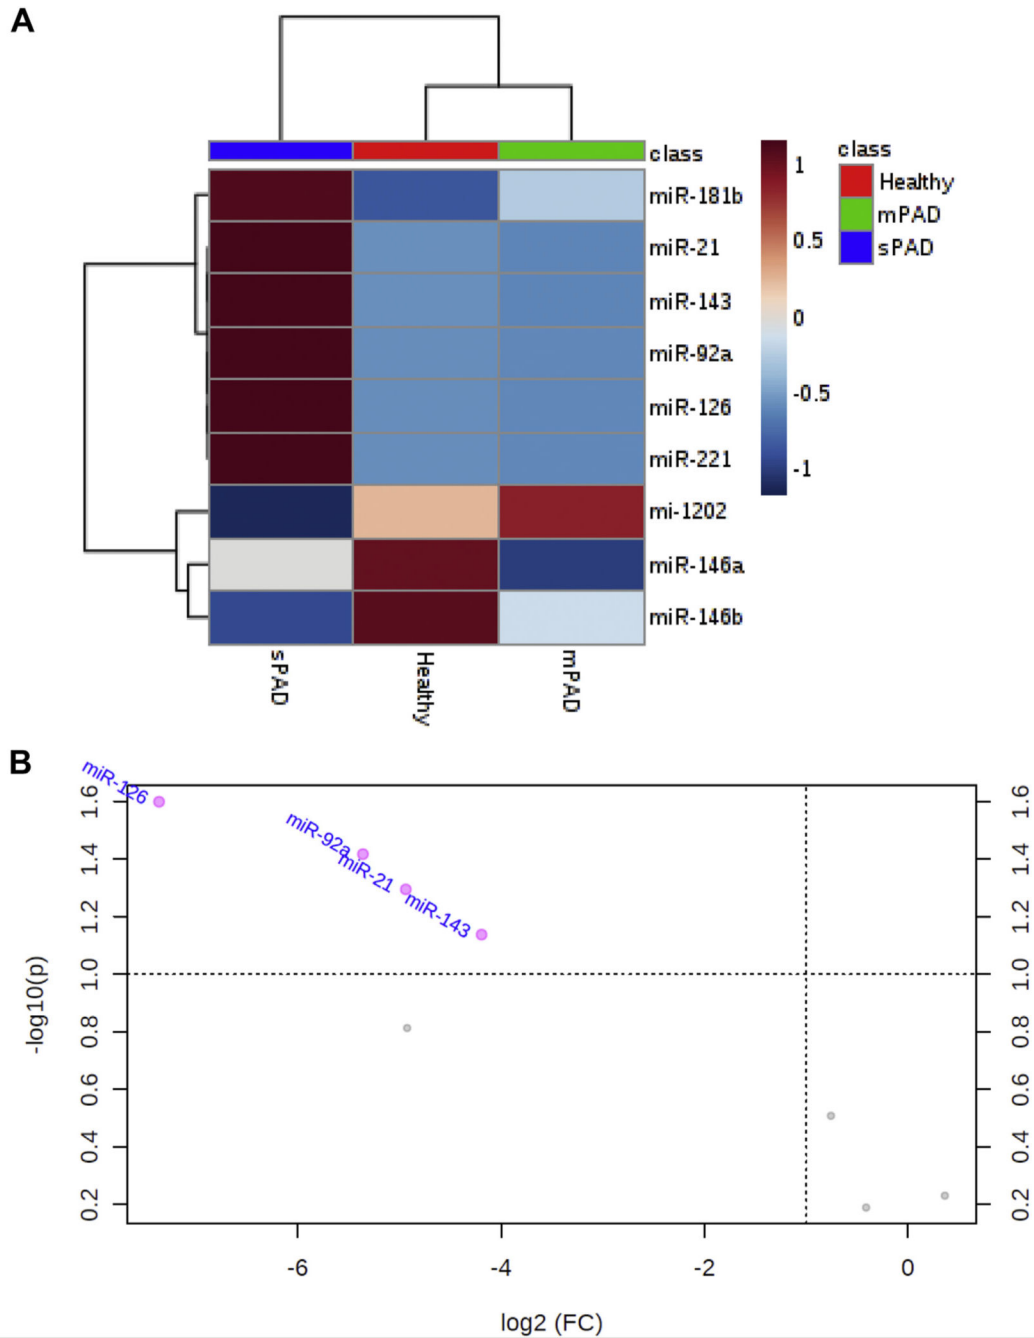 A
class
miR-181b
miR-21
miR-143
miR-92a
miR-126
miR-221
mi-1202
miR-146a
miR-146b
sPAD
Healthy
mPAD
1
0.5
0
-0.5
-1
class
Healthy
mPAD
sPAD
B
miR-126
miR-92a
miR-21
miR-143
-log10(p)
1.6
1.4
1.2
1.0
0.8
0.6
0.4
0.2
1.6
1.4
1.2
1.0
0.8
0.6
0.4
0.2
-6 -4 -2 0
log2 (FC)